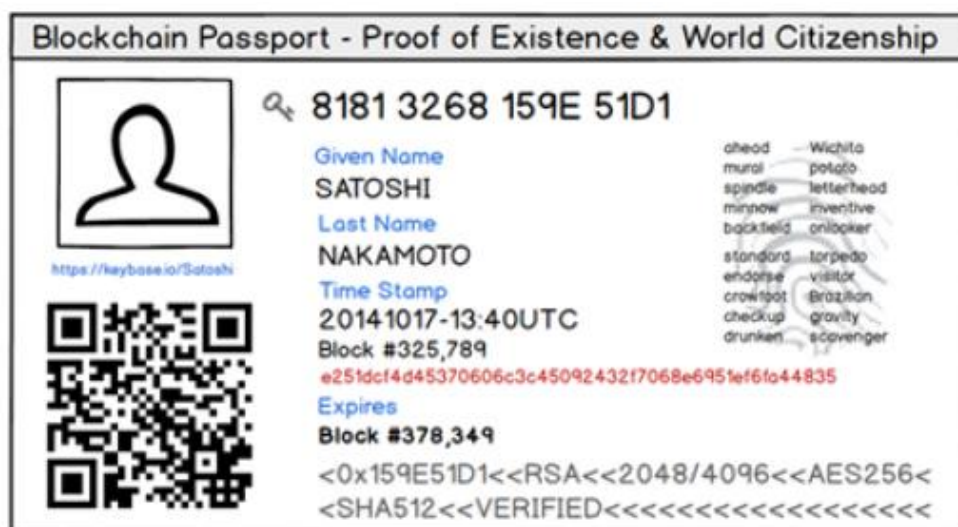 Blockchain Passport - Proof of Existence & World Citizenship
8181 3268 159E 51D1
Given Name
SATOSHI
Last Name
NAKAMOTO
Time Stamp
20141017-13:40UTC
Block #325,789
e251dcf4d45370606c3c45092432f7068e6951ef6fa44835
Expires
Block #378,349
https://keybase.io/Satoshi
ahead Wichita
mural potato
spindle letterhead
minnow inventive
backfield onlooker
standard torpedo
endorse visitor
crowfoot Brazilian
checkup gravity
drunken scavenger
<0x159E51D1<<RSA<<2048/4096<<AES256<
<SHA512<<VERIFIED<<<<<<<<<<<<<<<<<<